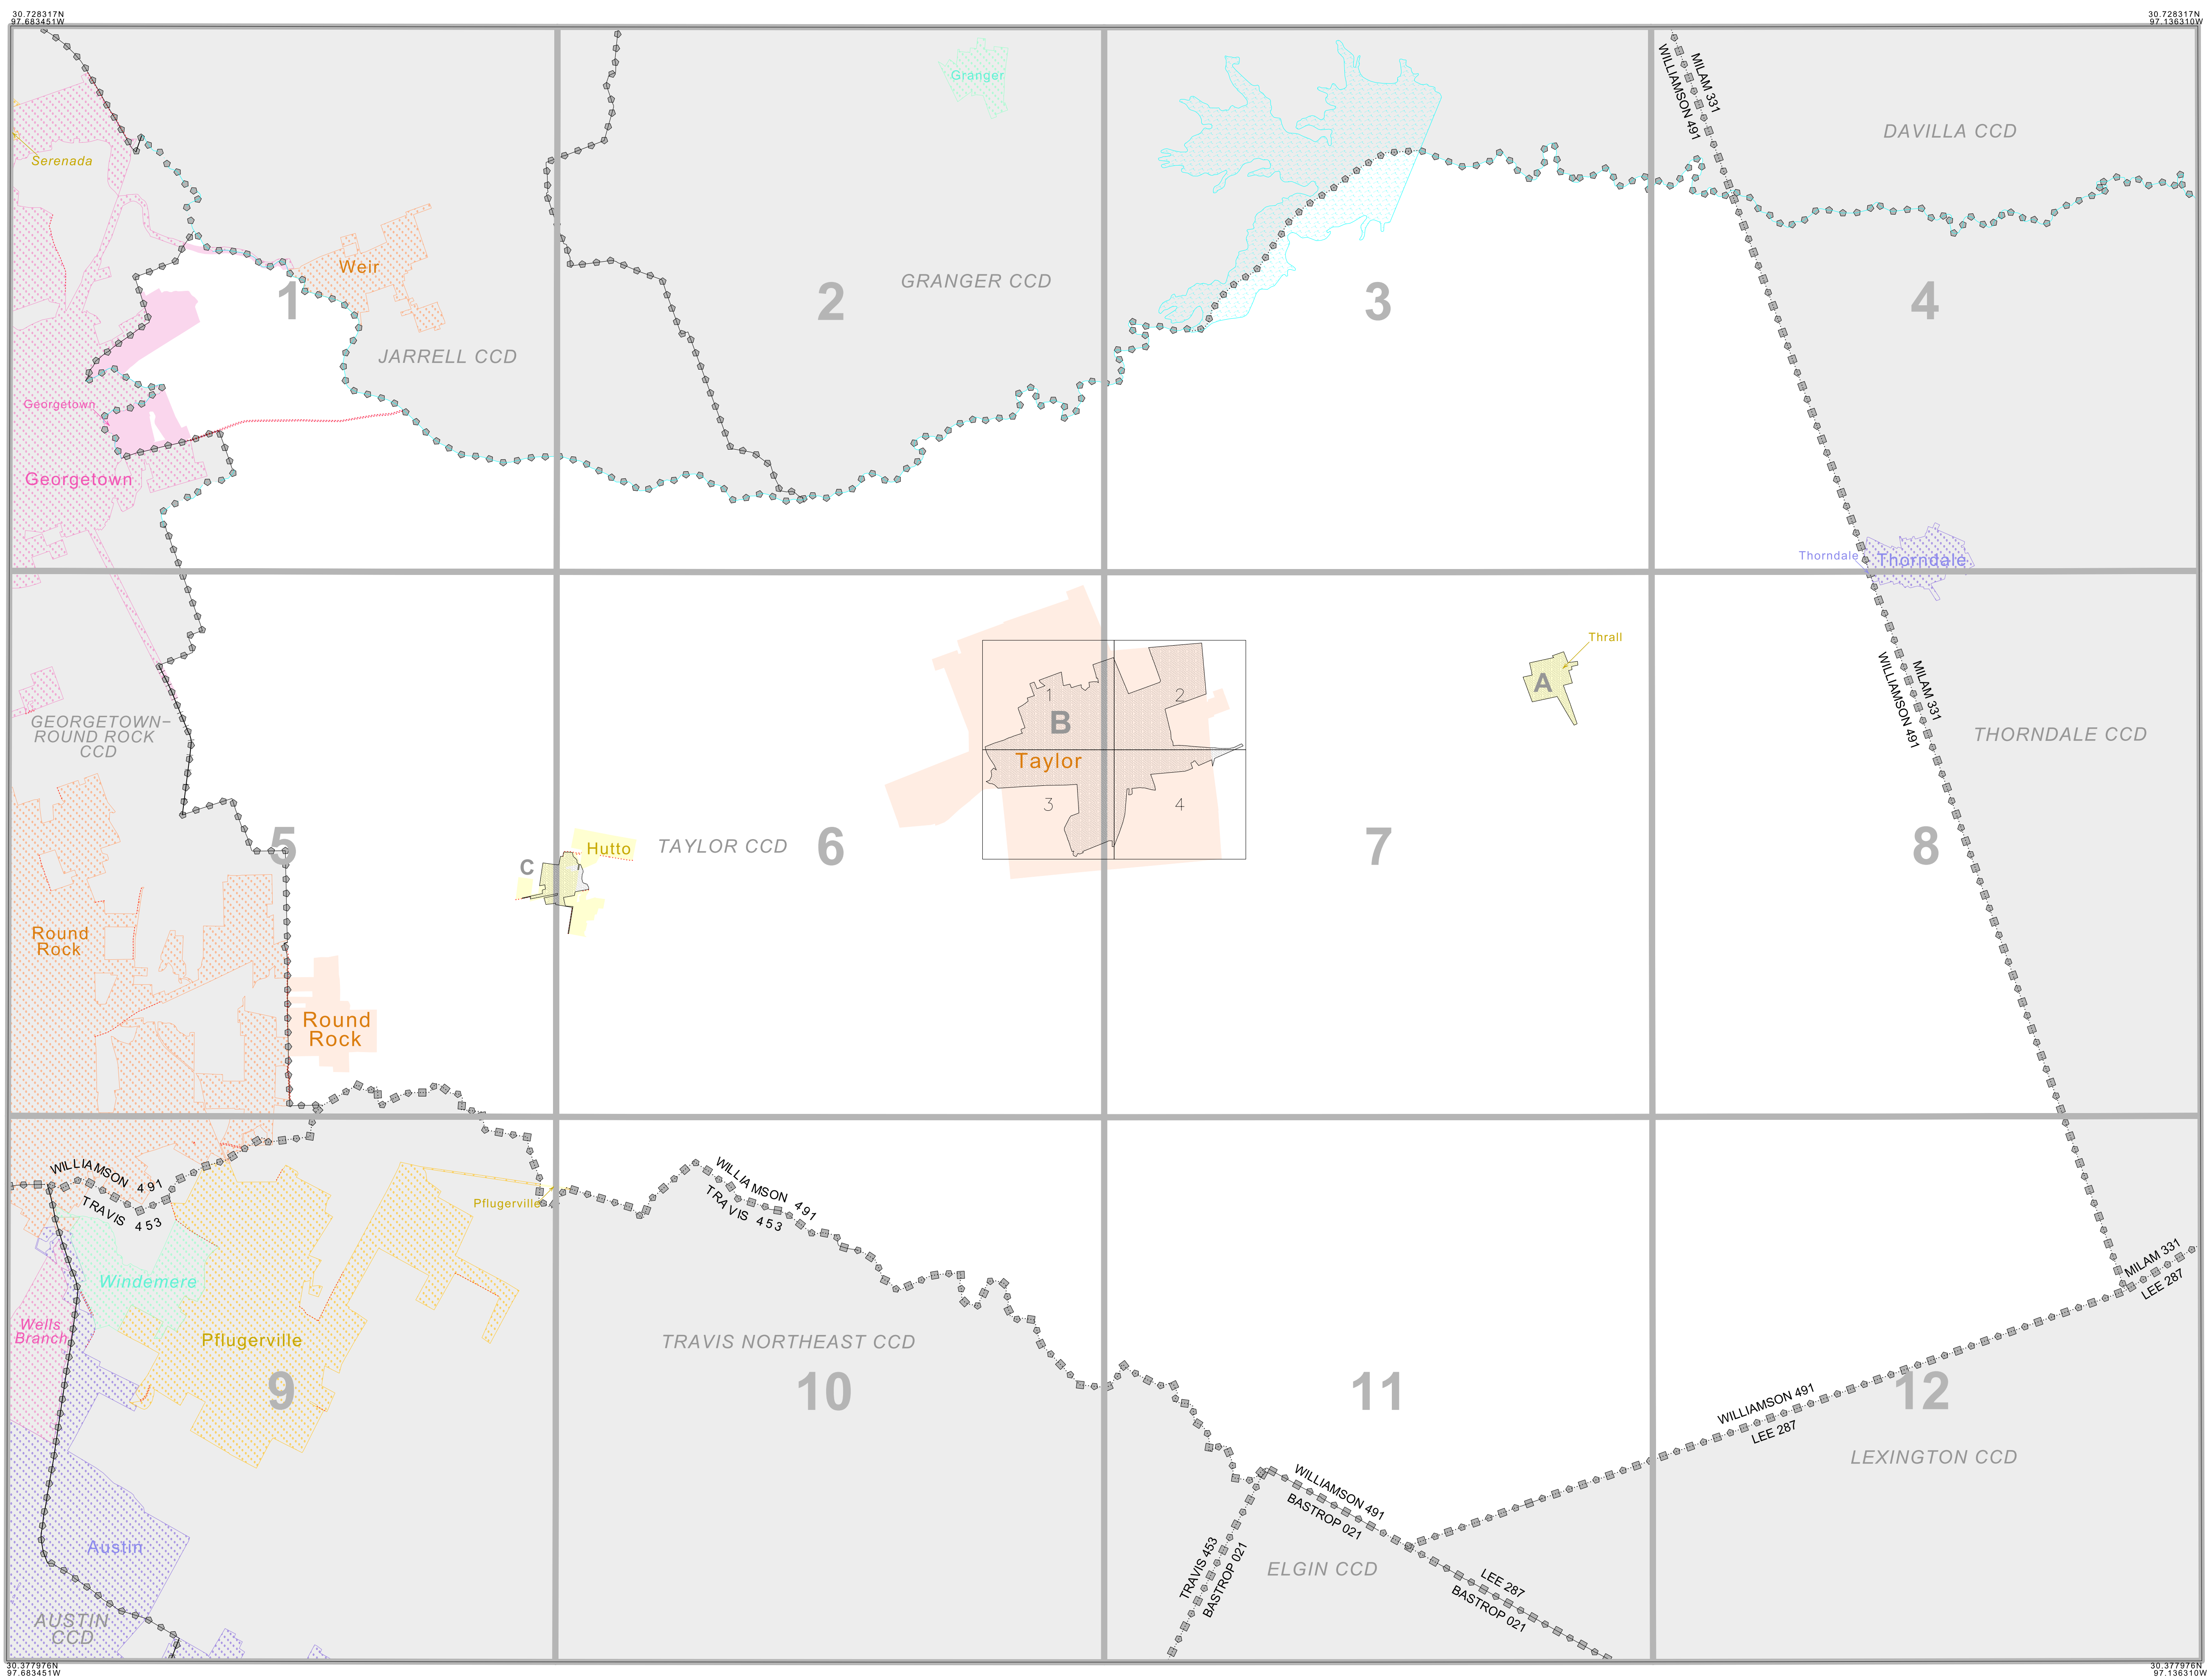 30.728317N
97.683451W
30.728317N
97.136310W
Granger
MILAM 331
WILLIAMSON 491
DAVILLA CCD
Serenada
Weir
1
2
GRANGER CCD
3
4
JARRELL CCD
Georgetown
Georgetown
Thorndale
Thorndale
Thrall
A
1
2
B
MILAM 331
WILLIAMSON 491
GEORGETOWN-
ROUND ROCK
CCD
THORNDALE CCD
Taylor
3
4
5
Hutto
TAYLOR CCD
6
7
8
C
Round
Rock
Round
Rock
WILLIAMSON 491
TRAVIS 453
Pflugerville
WILLIAMSON 491
TRAVIS 453
Windemere
MILAM 331
LEE 287
Wells
Branch
Pflugerville
TRAVIS NORTHEAST CCD
9
10
11
12
WILLIAMSON 491
LEE 287
LEXINGTON CCD
WILLIAMSON 491
BASTROP 021
Austin
TRAVIS 453
BASTROP 021
ELGIN CCD
LEE 287
BASTROP 021
AUSTIN
CCD
30.377976N
97.683451W
30.377976N
97.136310W